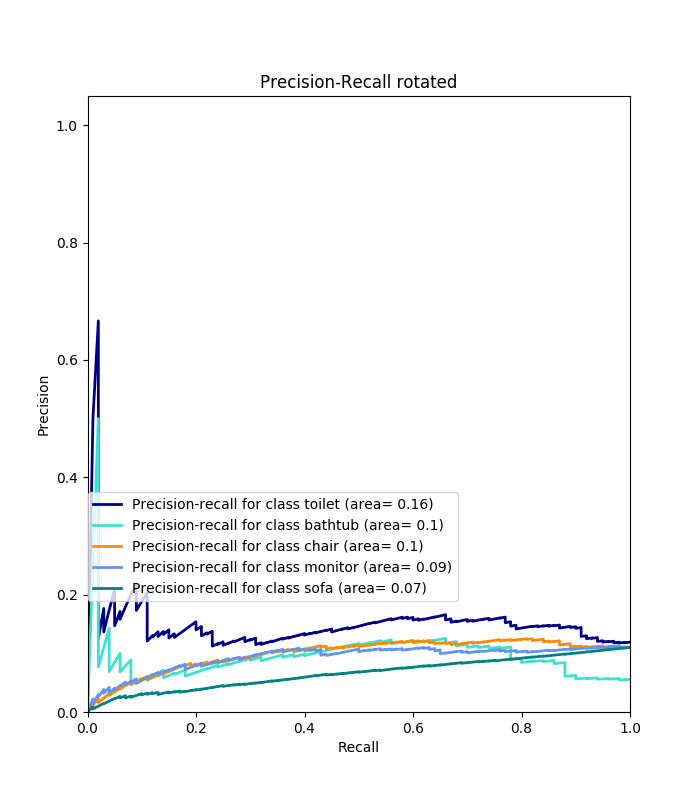 Precision-Recall rotated
1.0
0.8
0.6
0.4
0.2
0.0
Precision
Precision-recall for class toilet (area= 0.16)
Precision-recall for class bathtub (area= 0.1)
Precision-recall for class chair (area= 0.1)
Precision-recall for class monitor (area= 0.09)
Precision-recall for class sofa (area= 0.07)
0.0 0.2 0.4 0.6 0.8 1.0
Recall